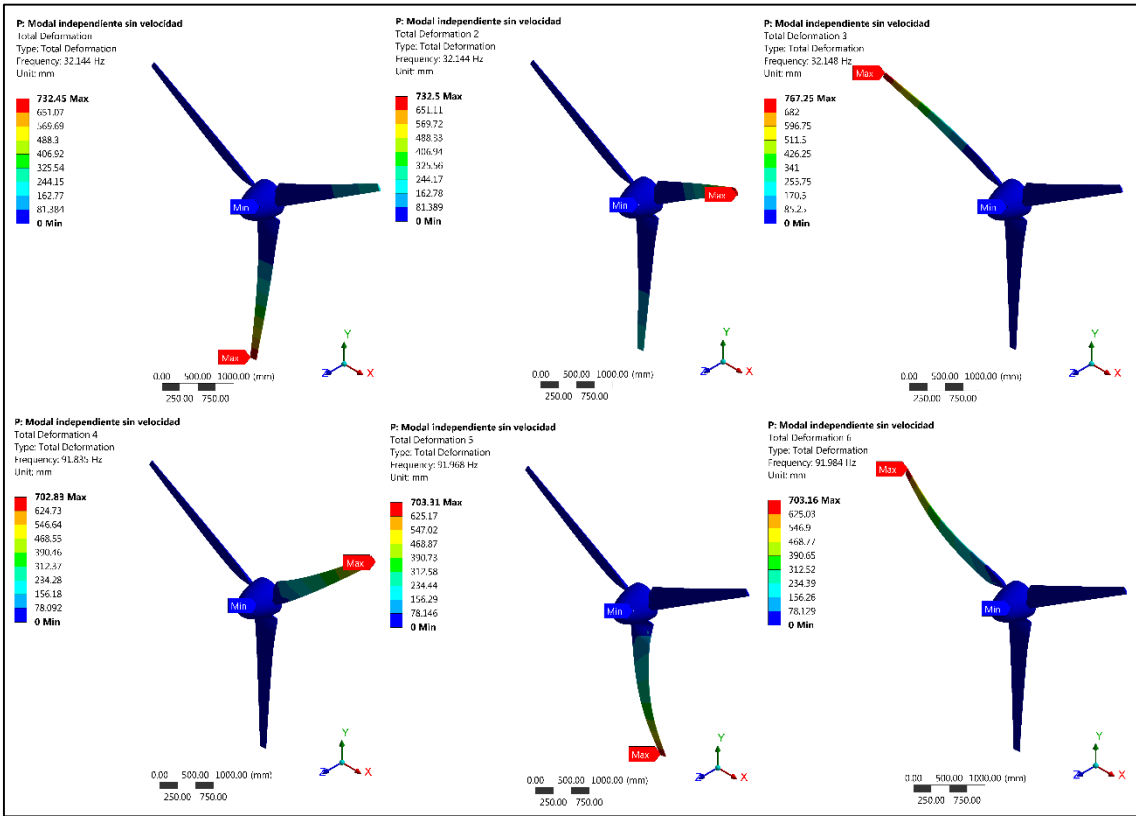 P: Modal independiente sin velocidad
Total Deformation
Type: Total Deformation
Frequency: 32.144 Hz
Unit: mm
732.45 Max
651.07
569.69
488.3
406.92
325.54
244.15
162.77
81.384
0 Min
Min
Max
Y
Z
X
0.00 500.00 1000.00 (mm)
250.00 750.00
P: Modal independiente sin velocidad
Total Deformation 2
Type: Total Deformation
Frequency: 32.144 Hz
Unit: mm
732.5 Max
651.11
569.72
488.33
406.94
325.56
244.17
162.78
81.389
0 Min
Min
Max
Y
Z
X
0.00 500.00 1000.00 (mm)
250.00 750.00
P: Modal independiente sin velocidad
Total Deformation 3
Type: Total Deformation
Frequency: 32.148 Hz
Unit: mm
767.25 Max
682
596.75
511.5
426.25
341
255.75
170.5
85.25
0 Min
Max
Min
Y
Z
X
0.00 500.00 1000.00 (mm)
250.00 750.00
P: Modal independiente sin velocidad
Total Deformation 4
Type: Total Deformation
Frequency: 91.835 Hz
Unit: mm
702.83 Max
624.73
546.64
468.55
390.46
312.37
234.28
156.18
78.092
0 Min
Max
Min
Y
Z
X
0.00 500.00 1000.00 (mm)
250.00 750.00
P: Modal independiente sin velocidad
Total Deformation 5
Type: Total Deformation
Frequency: 91.968 Hz
Unit: mm
703.31 Max
625.17
547.02
468.87
390.73
312.58
234.44
156.29
78.146
0 Min
Min
Max
Y
Z
X
0.00 500.00 1000.00 (mm)
250.00 750.00
P: Modal independiente sin velocidad
Total Deformation 6
Type: Total Deformation
Frequency: 91.984 Hz
Unit: mm
703.16 Max
625.03
546.9
468.77
390.65
312.52
234.39
156.26
78.129
0 Min
Max
Min
Y
Z
X
0.00 500.00 1000.00 (mm)
250.00 750.00